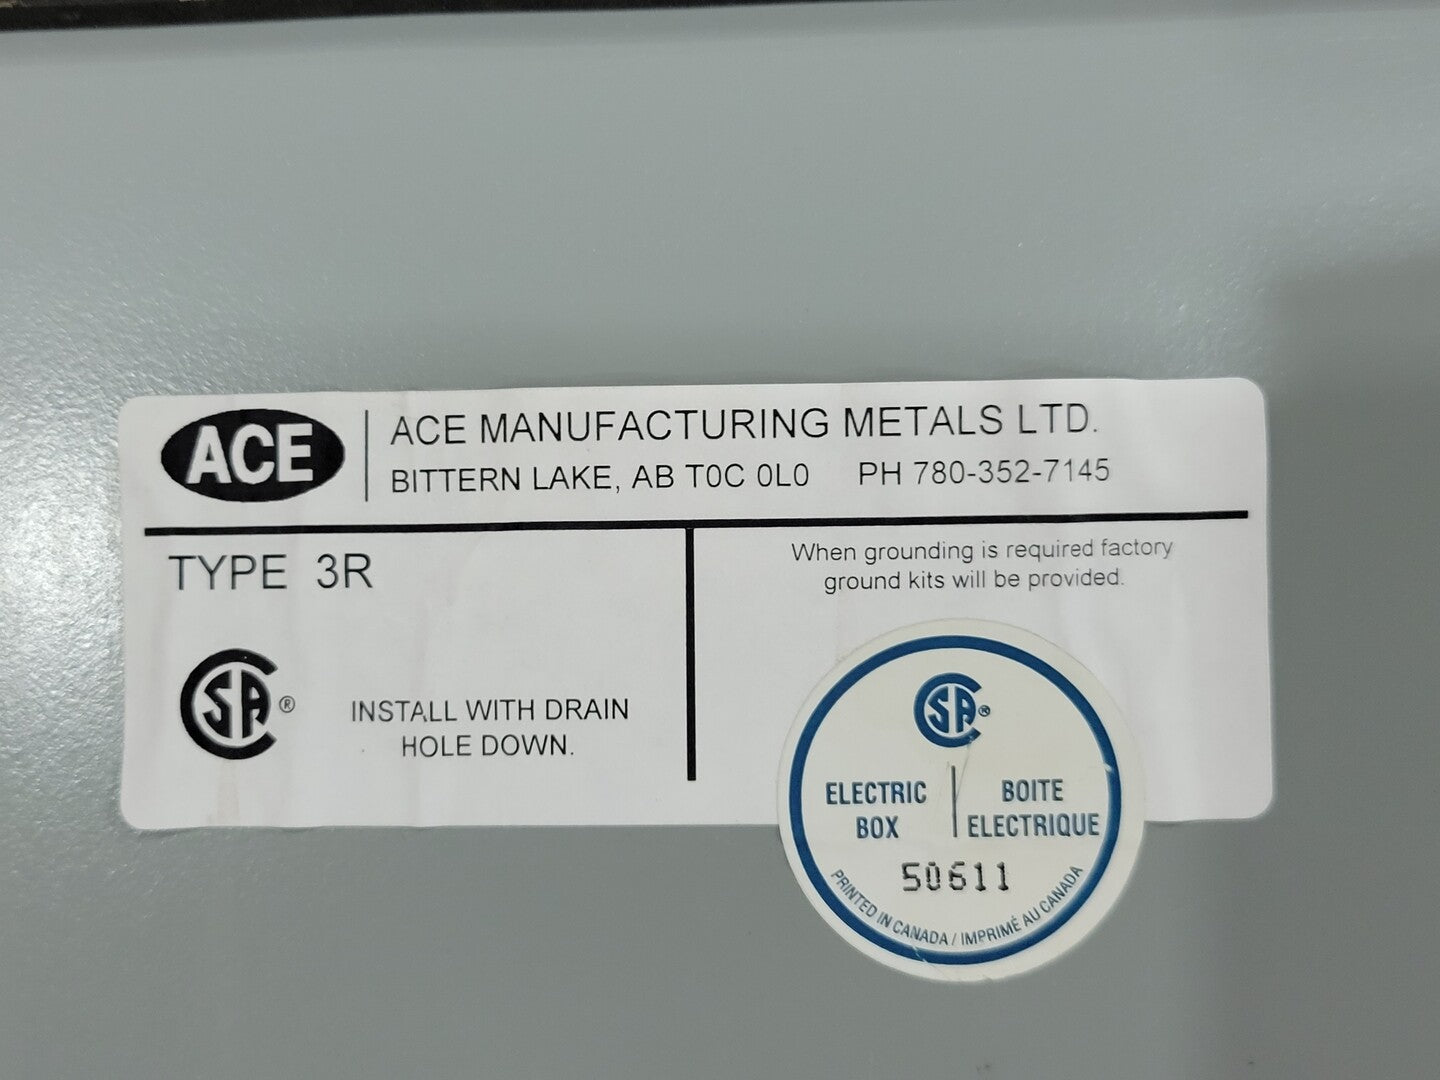 ACE
ACE MANUFACTURING METALS LTD.
BITTERN LAKE, AB T0C 0L0 PH 780-352-7145
TYPE 3R
When grounding is required factory
ground kits will be provided.
CSA®
INSTALL WITH DRAIN
HOLE DOWN.
CSA®
ELECTRIC
BOX
BOITE
ELECTRIQUE
50611
PRINTED IN CANADA / IMPRIMÉ AU CANADA